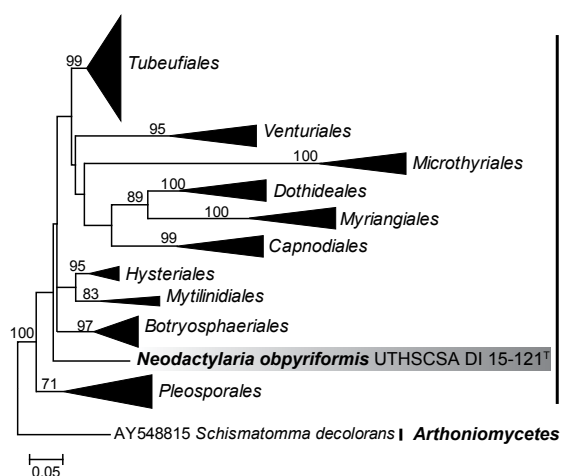 99
Tubeufiales
95
Venturiales
100
Microthyriales
100
Dothideales
89
100
Myriangiales
99
Capnodiales
95
Hysteriales
83
Mytilinidiales
97
Botryosphaeriales
100
Neodactylaria obpyriformis UTHSCSA DI 15-121ᵀ
71
Pleosporales
AY548815 Schismatomma decolorans Arthoniomycetes
0.05